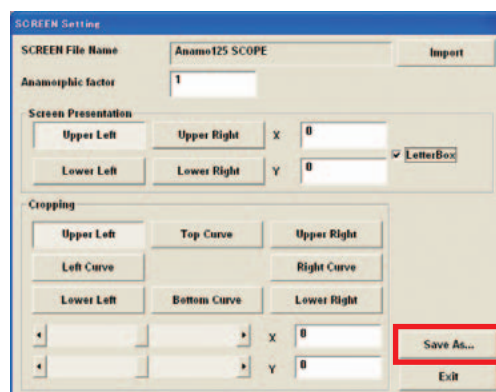 SCREEN Setting
SCREEN File Name Anamo125 SCOPE Import
Anamorphic factor 1
Screen Presentation
Upper Left Upper Right X 0
LetterBox
Lower Left Lower Right Y 0
Cropping
Upper Left Top Curve Upper Right
Left Curve Right Curve
Lower Left Bottom Curve Lower Right
X 0
Save As...
Y 0
Exit